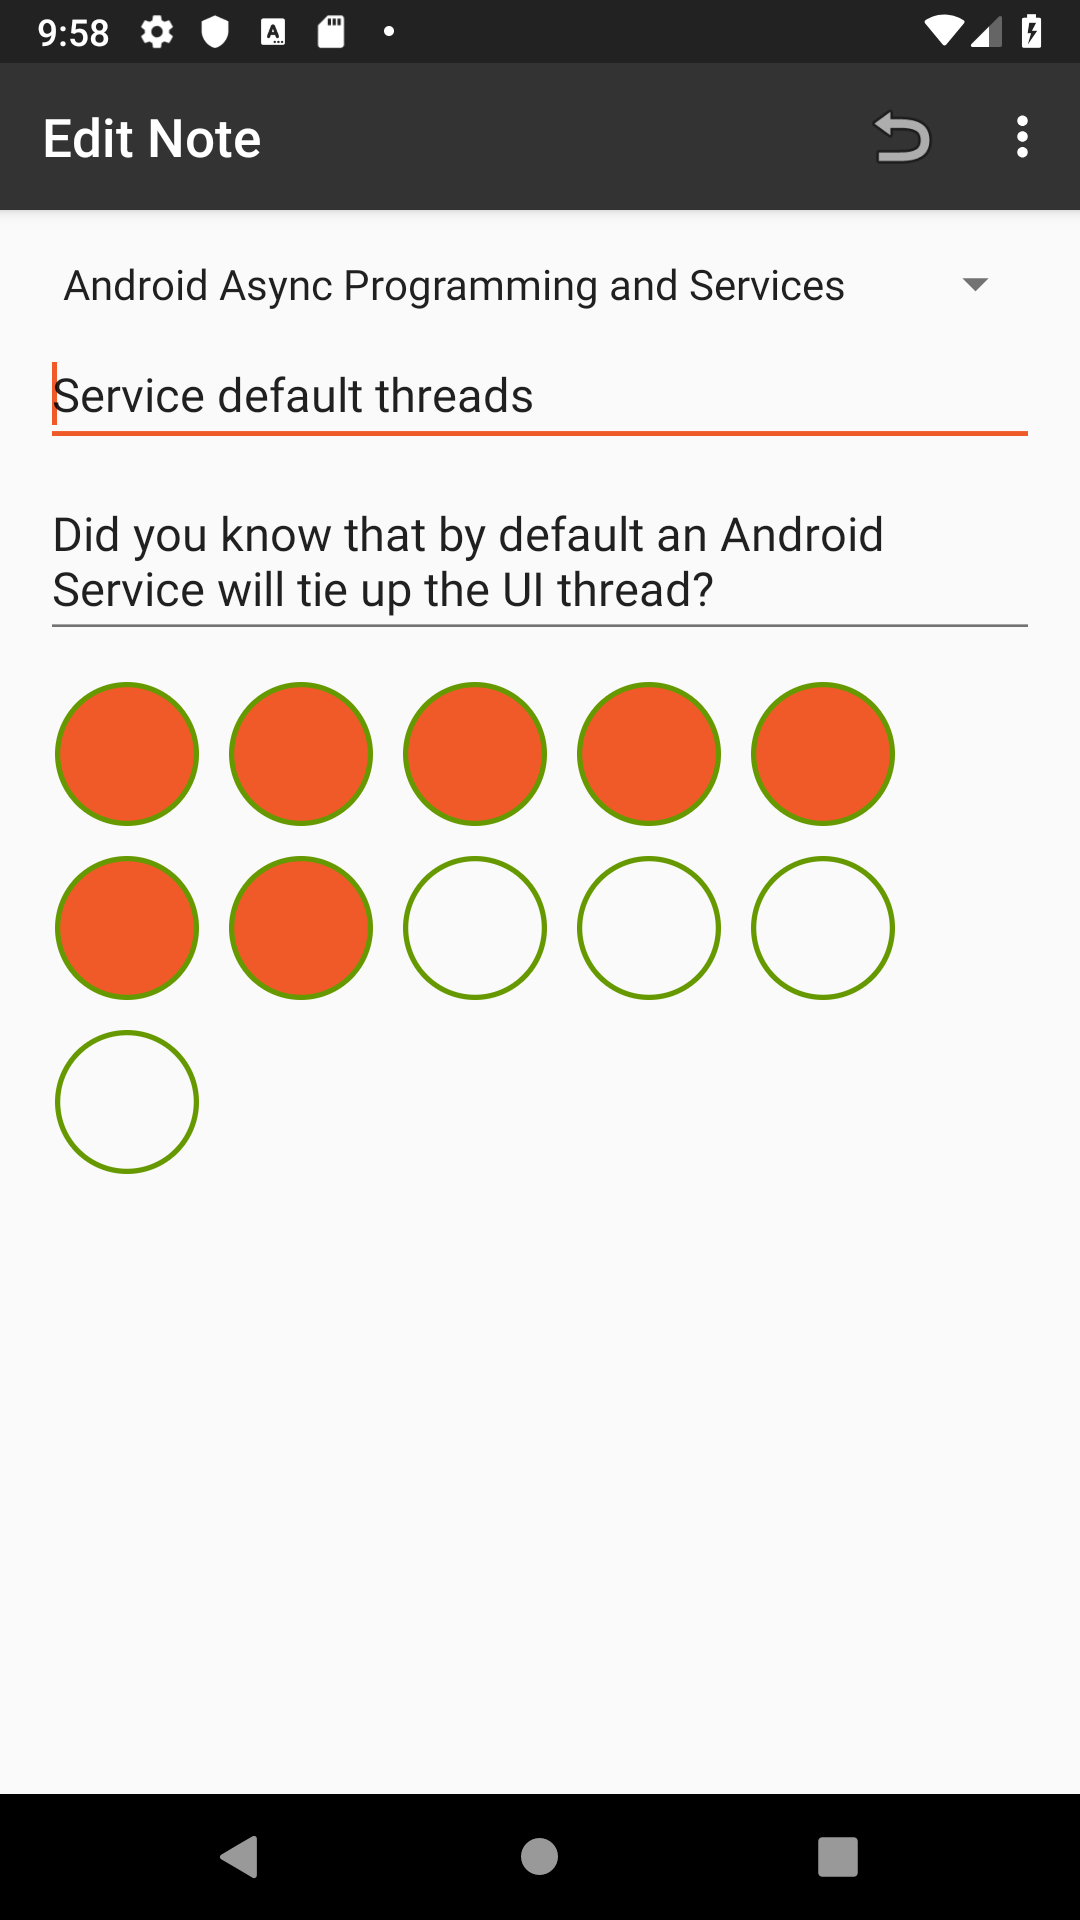 9:58
Edit Note
Android Async Programming and Services
Service default threads
Did you know that by default an Android
Service will tie up the UI thread?